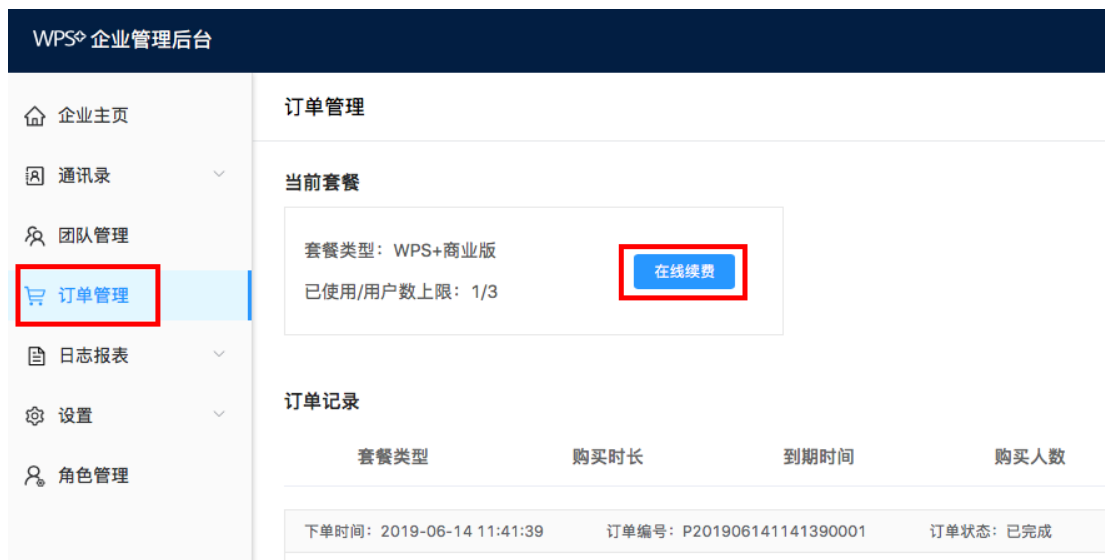 WPS+ 企业管理后台
企业主页
通讯录
团队管理
订单管理
日志报表
设置
角色管理
订单管理
当前套餐
套餐类型：WPS+商业版
已使用/用户数上限：1/3
在线续费
订单记录
套餐类型 购买时长 到期时间 购买人数
下单时间：2019-06-14 11:41:39 订单编号：P201906141141390001 订单状态：已完成